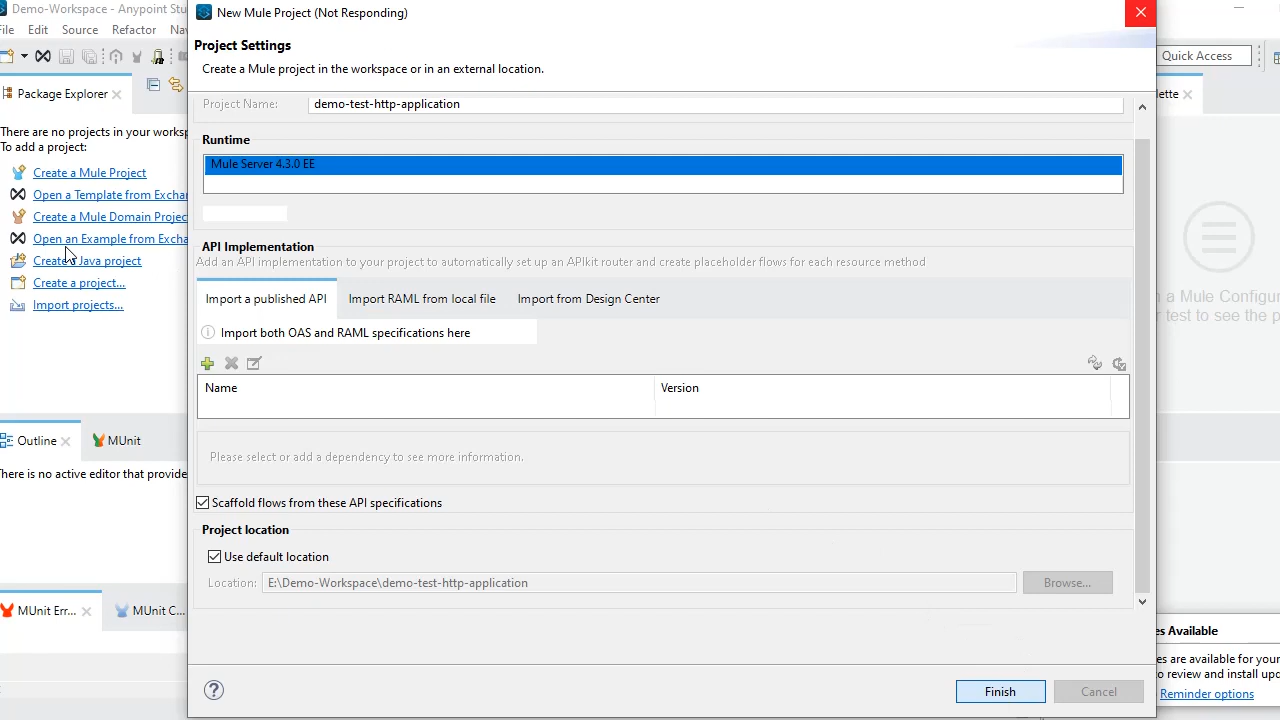 Demo-Workspace - Anypoint Stu
File Edit Source Refactor Nav
Package Explorer
There are no projects in your worksp
To add a project:
Create a Mule Project
Open a Template from Exchar
Create a Mule Domain Projec
Open an Example from Excha
Create a Java project
Create a project...
Import projects...
Outline
MUnit
There is no active editor that provide
MUnit Err...
MUnit C...
New Mule Project (Not Responding)
Project Settings
Create a Mule project in the workspace or in an external location.
Project Name: demo-test-http-application
Runtime
Mule Server 4.3.0 EE
API Implementation
Add an API implementation to your project to automatically set up an APIkit router and create placeholder flows for each resource method
Import a published API Import RAML from local file Import from Design Center
Import both OAS and RAML specifications here
Name Version
Please select or add a dependency to see more information.
Scaffold flows from these API specifications
Project location
Use default location
Location: E:\Demo-Workspace\demo-test-http-application Browse...
Finish Cancel
Quick Access
lette
n a Mule Configur
r test to see the p
es Available
es are available for your
o review and install upd
Reminder options